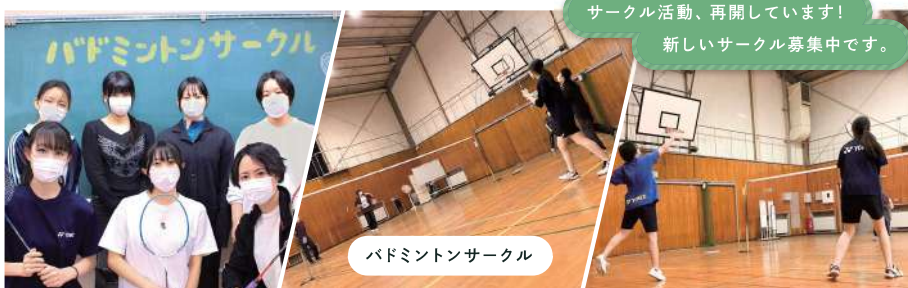 サークル活動、再開しています！
新しいサークル募集中です。
バドミントンサークル
バドミントンサークル